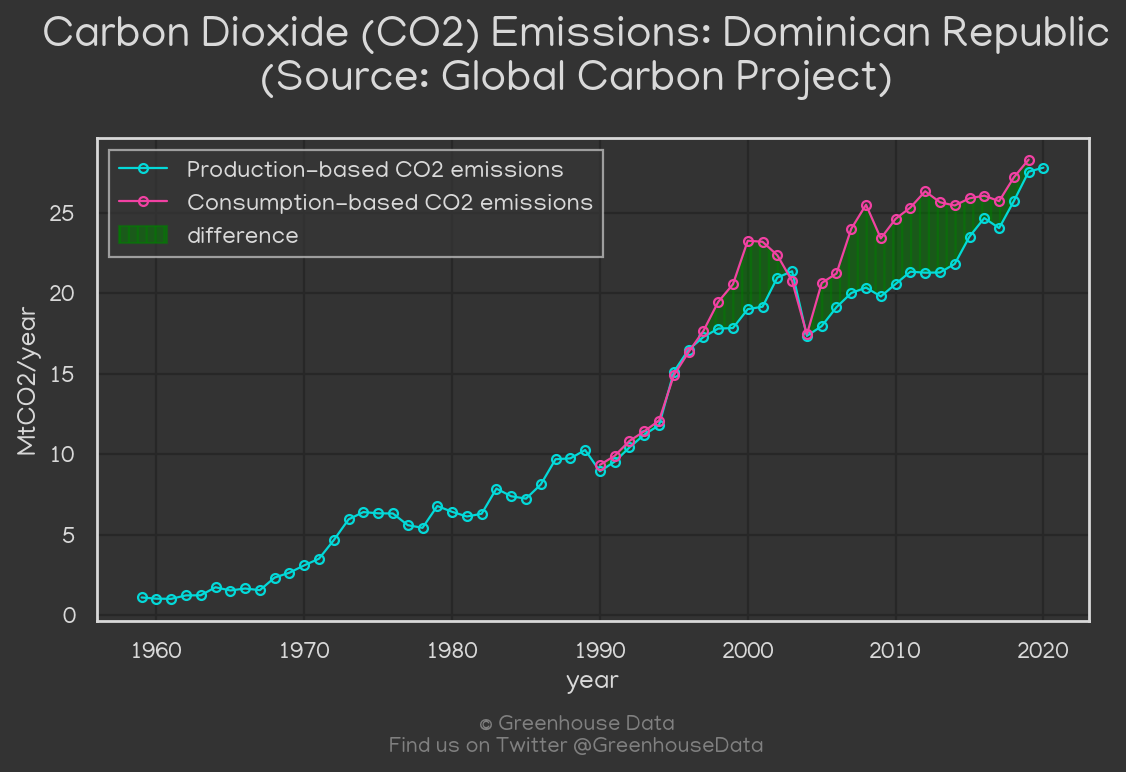 Carbon Dioxide (CO2) Emissions: Dominican Republic
(Source: Global Carbon Project)
Production-based CO2 emissions
Consumption-based CO2 emissions
difference
MtCO2/year
25
20
15
10
5
0
1960 1970 1980 1990 2000 2010 2020
year
© Greenhouse Data
Find us on Twitter @GreenhouseData